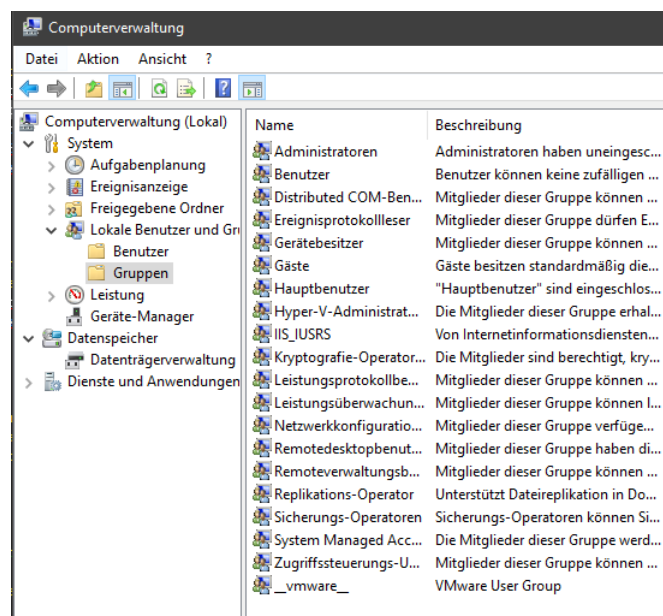 Computerverwaltung
Datei Aktion Ansicht ?
Computerverwaltung (Lokal)
System
Aufgabenplanung
Ereignisanzeige
Freigegebene Ordner
Lokale Benutzer und Gru
Benutzer
Gruppen
Leistung
Geräte-Manager
Datenspeicher
Datenträgerverwaltung
Dienste und Anwendungen
Name Beschreibung
Administratoren Administratoren haben uneingesc...
Benutzer Benutzer können keine zufälligen ...
Distributed COM-Ben... Mitglieder dieser Gruppe können ...
Ereignisprotokollleser Mitglieder dieser Gruppe dürfen E...
Gerätebesitzer Mitglieder dieser Gruppe können ...
Gäste Gäste besitzen standardmäßig die...
Hauptbenutzer "Hauptbenutzer" sind eingeschlos...
Hyper-V-Administrat... Die Mitglieder dieser Gruppe erhal...
IIS_IUSRS Von Internetinformationsdiensten...
Kryptografie-Operator... Die Mitglieder sind berechtigt, kry...
Leistungsprotokollbe... Mitglieder dieser Gruppe können ...
Leistungsüberwachun... Mitglieder dieser Gruppe können l...
Netzwerkkonfiguratio... Mitglieder dieser Gruppe verfüge...
Remotedesktopbenut... Mitglieder dieser Gruppe haben di...
Remoteverwaltungsb... Mitglieder dieser Gruppe können ...
Replikations-Operator Unterstützt Dateireplikation in Do...
Sicherungs-Operatoren Sicherungs-Operatoren können Si...
System Managed Acc... Die Mitglieder dieser Gruppe werd...
Zugriffssteuerungs-U... Mitglieder dieser Gruppe können ...
__vmware__ VMware User Group